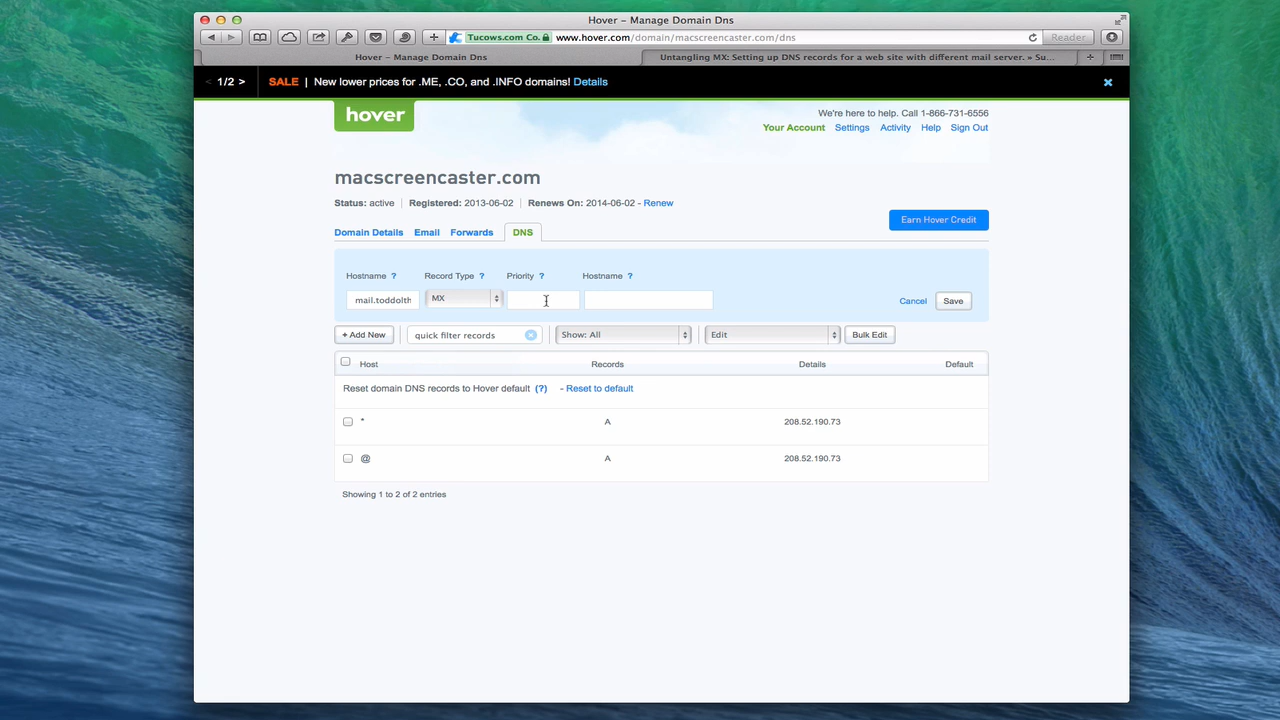 Hover – Manage Domain Dns
Tucows.com Co. www.hover.com/domain/macscreencaster.com/dns Reader
Hover – Manage Domain Dns Untangling MX: Setting up DNS records for a web site with different mail server. » Su...
< 1/2 > SALE | New lower prices for .ME, .CO, and .INFO domains! Details
hover
We're here to help. Call 1-866-731-6556
Your Account Settings Activity Help Sign Out
macscreencaster.com
Status: active | Registered: 2013-06-02 | Renews On: 2014-06-02 - Renew
Earn Hover Credit
Domain Details Email Forwards DNS
Hostname ? Record Type ? Priority ? Hostname ?
mail.toddolth MX Cancel Save
+ Add New quick filter records Show: All Edit Bulk Edit
Host Records Details Default
Reset domain DNS records to Hover default (?) - Reset to default
* A 208.52.190.73
@ A 208.52.190.73
Showing 1 to 2 of 2 entries